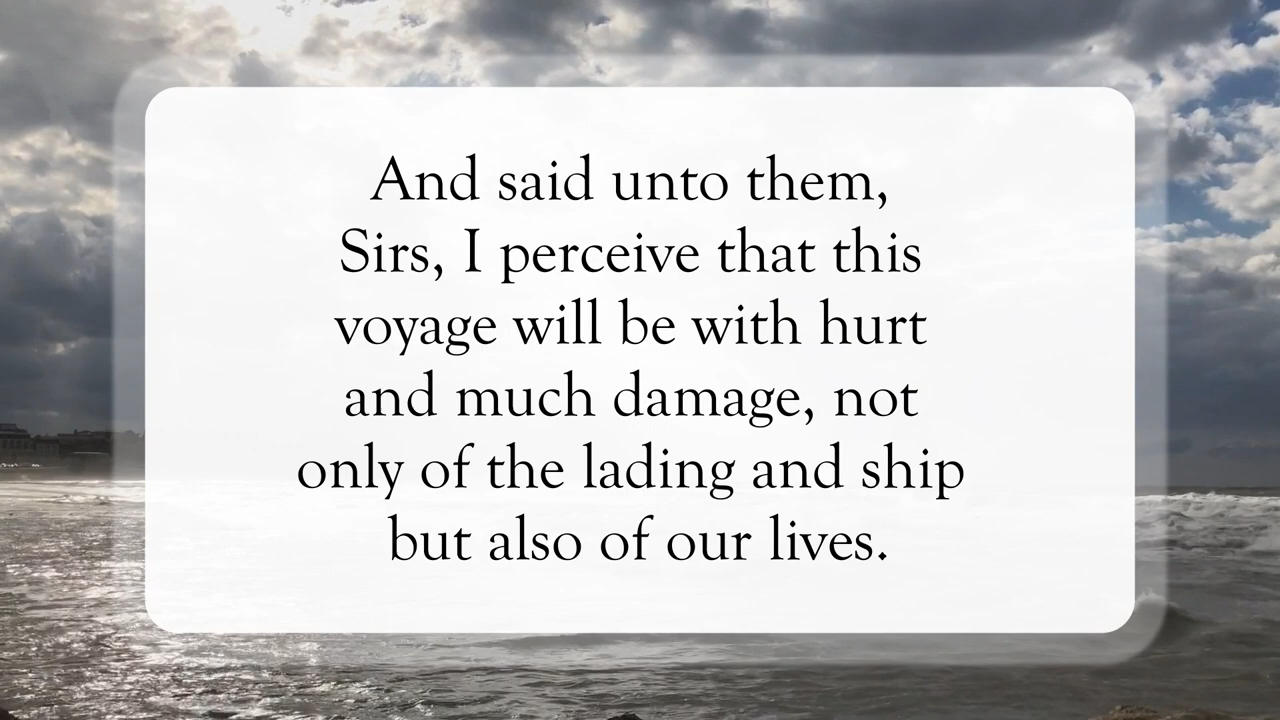 And said unto them,
Sirs, I perceive that this
voyage will be with hurt
and much damage, not
only of the lading and ship
but also of our lives.